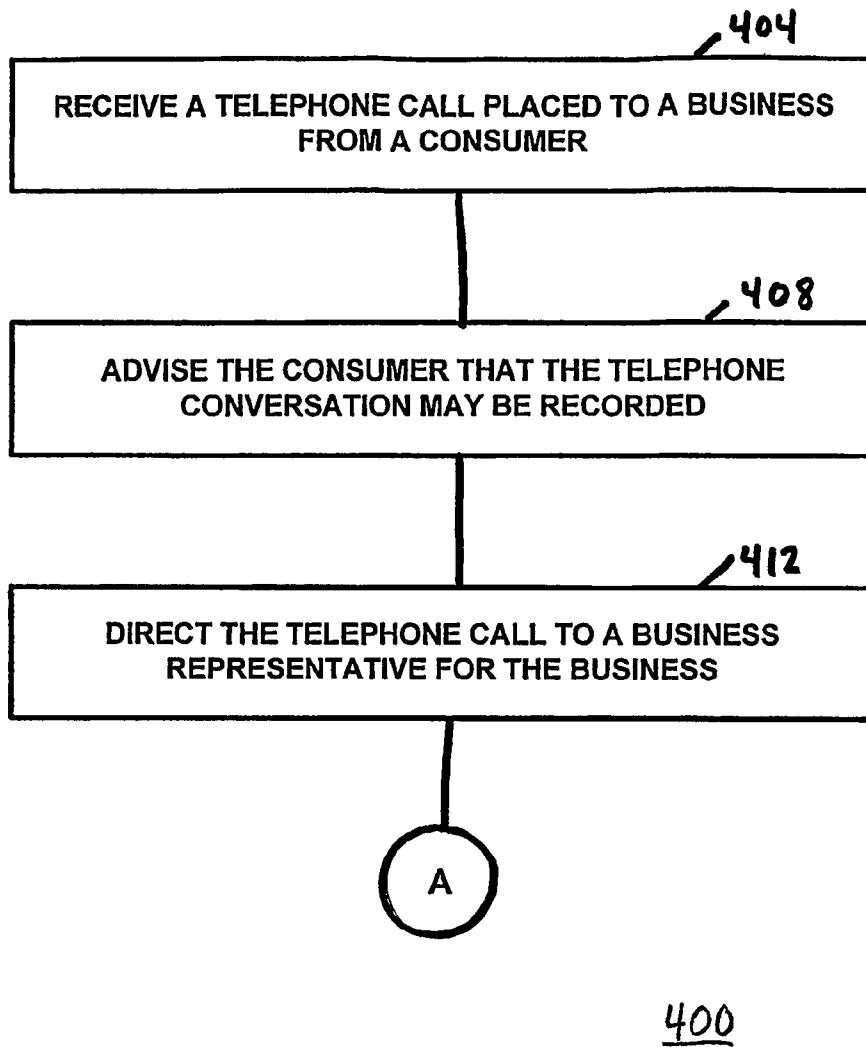 404
RECEIVE A TELEPHONE CALL PLACED TO A BUSINESS
FROM A CONSUMER
408
ADVISE THE CONSUMER THAT THE TELEPHONE
CONVERSATION MAY BE RECORDED
412
DIRECT THE TELEPHONE CALL TO A BUSINESS
REPRESENTATIVE FOR THE BUSINESS
A
400